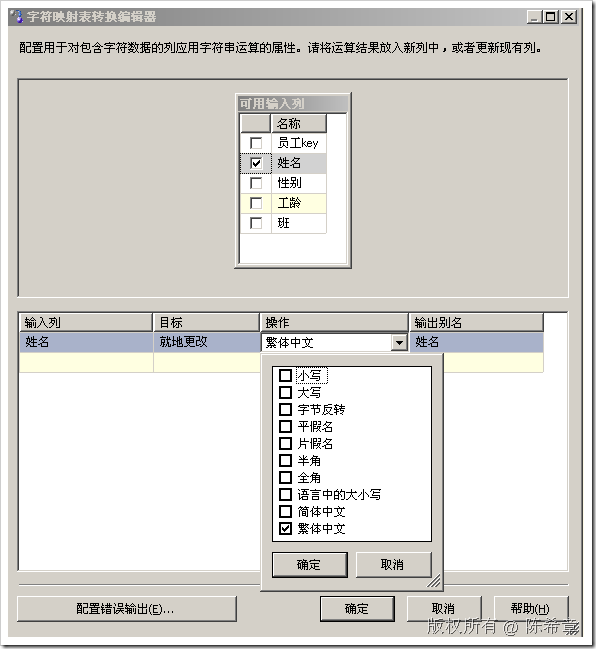 字符映射表转换编辑器
配置用于对包含字符数据的列应用字符串运算的属性。请将运算结果放入新列中，或者更新现有列。
可用输入列
名称
员工key
姓名
性别
工龄
班
输入列 目标 操作 输出别名
姓名 就地更改 繁体中文 姓名
小写
大写
字节反转
平假名
片假名
半角
全角
语言中的大小写
简体中文
繁体中文
确定 取消
配置错误输出(E)... 确定 取消 帮助(H)
版权所有 @ 陈希章